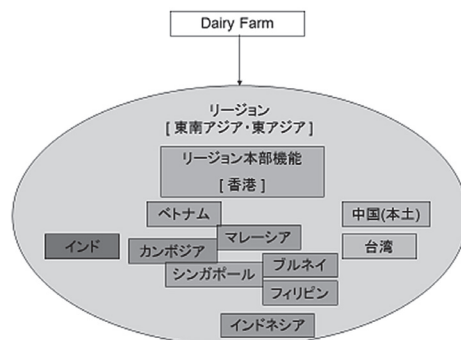 Dairy Farm
リージョン
[ 東南アジア・東アジア ]
リージョン本部機能
[ 香港 ]
ベトナム
中国(本土)
マレーシア
インド
カンボジア
台湾
シンガポール
ブルネイ
フィリピン
インドネシア